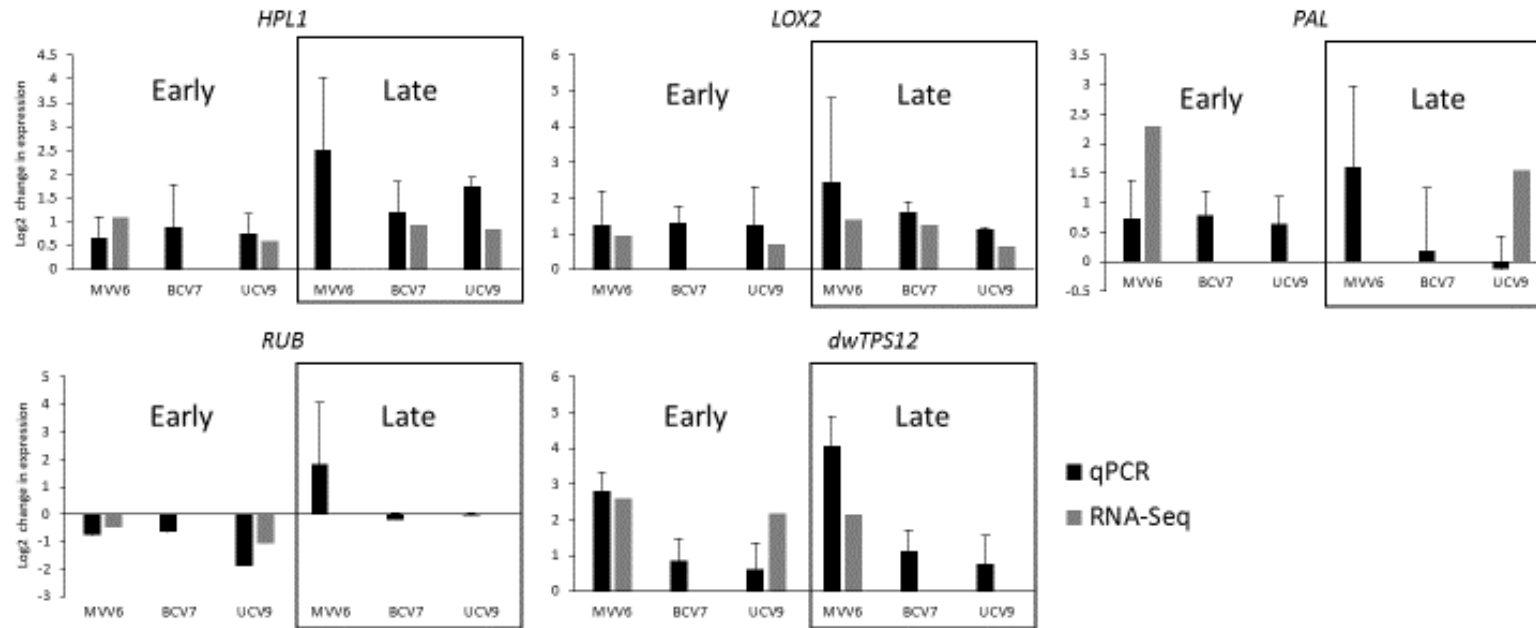 HPL1
Log2 change in expression
4.5
4
3.5
3
2.5
2
1.5
1
0.5
0
Early
Late
MVV6 BCV7 UCV9 MVV6 BCV7 UCV9
LOX2
6
5
4
3
2
1
0
Early
Late
MVV6 BCV7 UCV9 MVV6 BCV7 UCV9
PAL
3.5
3
2.5
2
1.5
1
0.5
0
-0.5
Early
Late
MVV6 BCV7 UCV9 MVV6 BCV7 UCV9
RUB
Log2 change in expression
5
4
3
2
1
0
-1
-2
-3
Early
Late
MVV6 BCV7 UCV9 MVV6 BCV7 UCV9
dwTPS12
6
5
4
3
2
1
0
Early
Late
MVV6 BCV7 UCV9 MVV6 BCV7 UCV9
qPCR
RNA-Seq